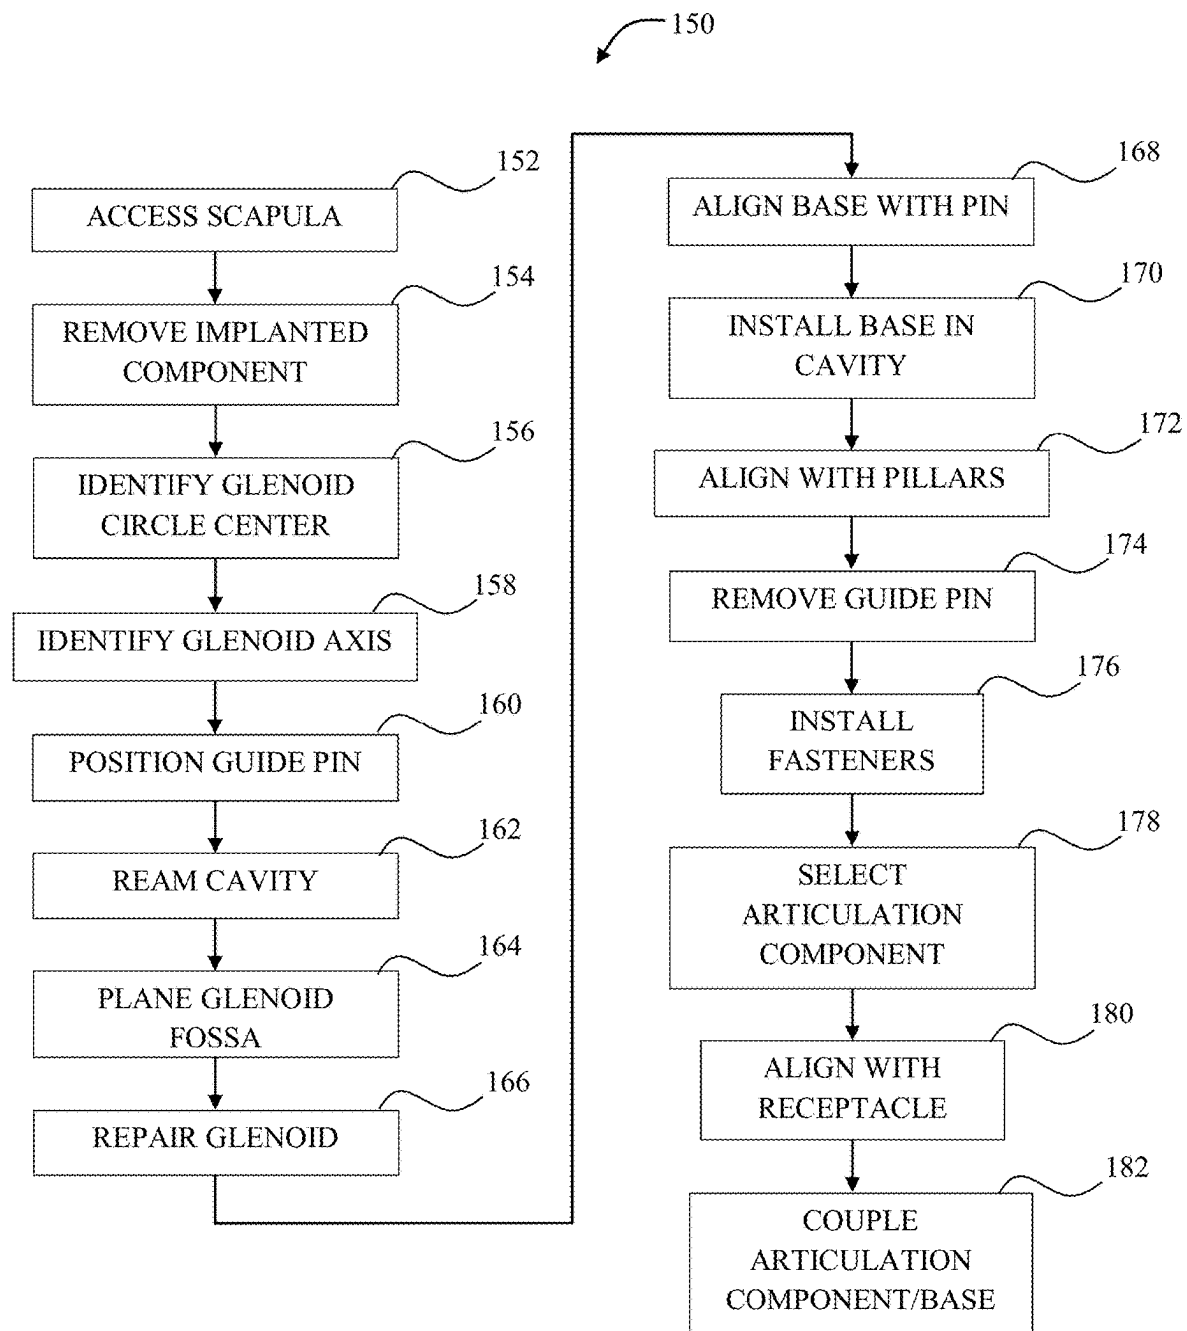 150
152
ACCESS SCAPULA
154
REMOVE IMPLANTED
COMPONENT
156
IDENTIFY GLENOID
CIRCLE CENTER
158
IDENTIFY GLENOID AXIS
160
POSITION GUIDE PIN
162
REAM CAVITY
164
PLANE GLENOID
FOSSA
166
REPAIR GLENOID
168
ALIGN BASE WITH PIN
170
INSTALL BASE IN
CAVITY
172
ALIGN WITH PILLARS
174
REMOVE GUIDE PIN
176
INSTALL
FASTENERS
178
SELECT
ARTICULATION
COMPONENT
180
ALIGN WITH
RECEPTACLE
182
COUPLE
ARTICULATION
COMPONENT/BASE